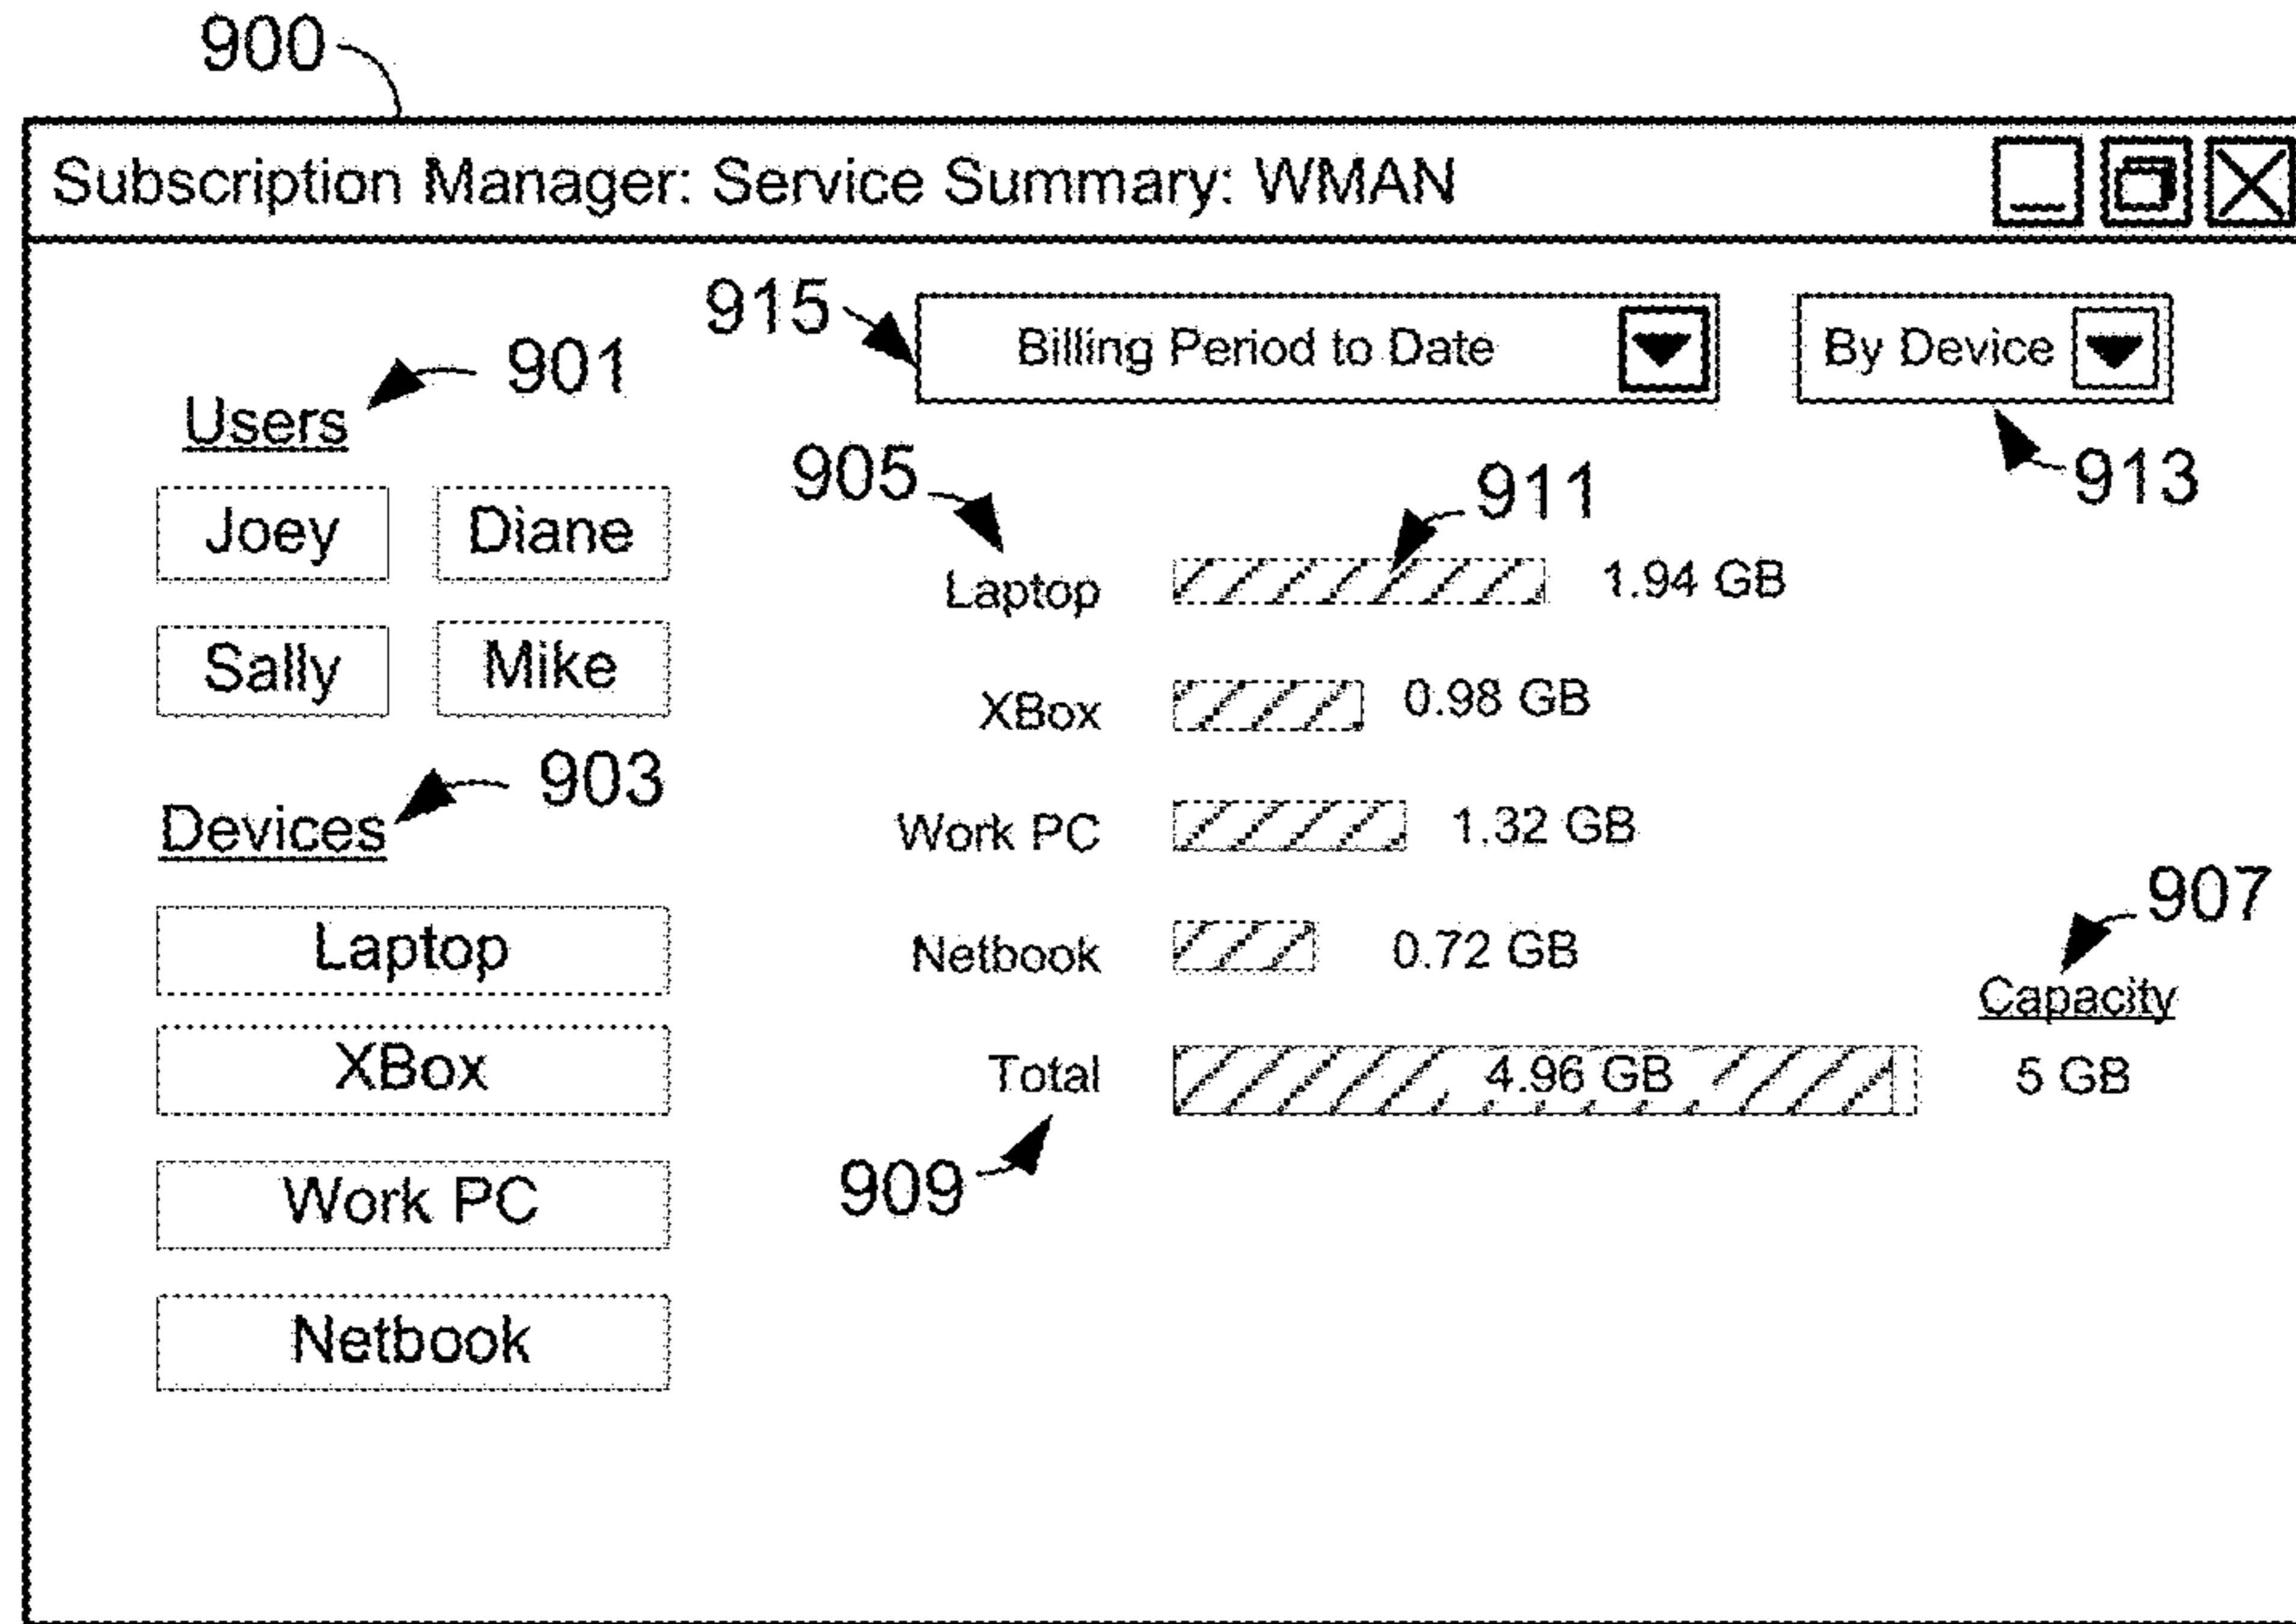 900
Subscription Manager: Service Summary: WMAN
915
Billing Period to Date
By Device
901
Users
913
905
911
Joey Diane
Laptop 1.94 GB
Sally Mike
XBox 0.98 GB
903
Devices
Work PC 1.32 GB
907
Laptop
Netbook 0.72 GB
Capacity
XBox
Total 4.96 GB 5 GB
909
Work PC
Netbook